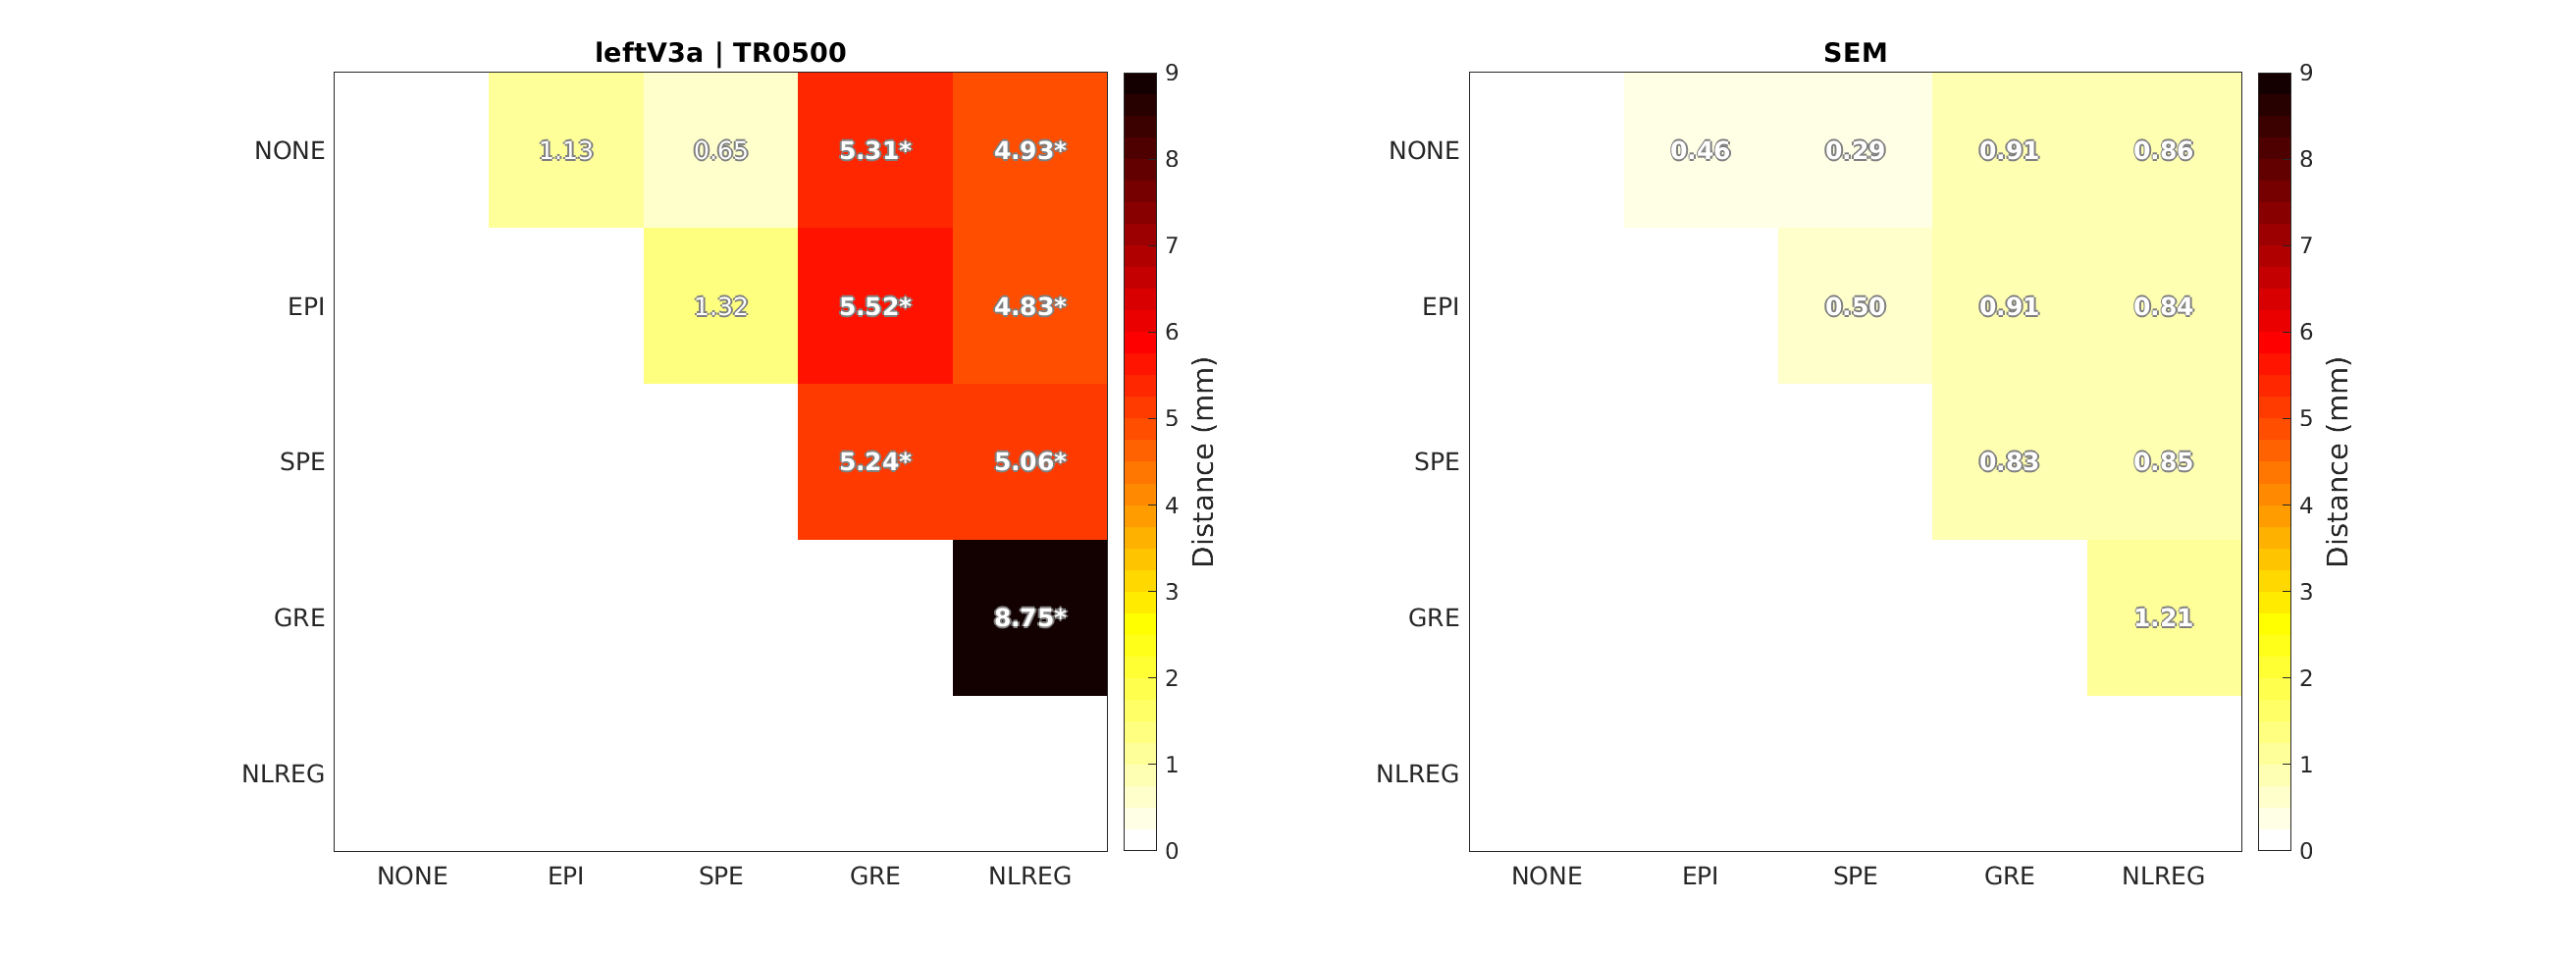 leftV3a | TR0500
NONE 1.13 0.65 5.31* 4.93*
EPI 1.32 5.52* 4.83*
SPE 5.24* 5.06*
GRE 8.75*
NLREG
NONE EPI SPE GRE NLREG
9
8
7
6
5
4
3
2
1
0
Distance (mm)
SEM
NONE 0.46 0.29 0.91 0.86
EPI 0.50 0.91 0.84
SPE 0.83 0.85
GRE 1.21
NLREG
NONE EPI SPE GRE NLREG
9
8
7
6
5
4
3
2
1
0
Distance (mm)